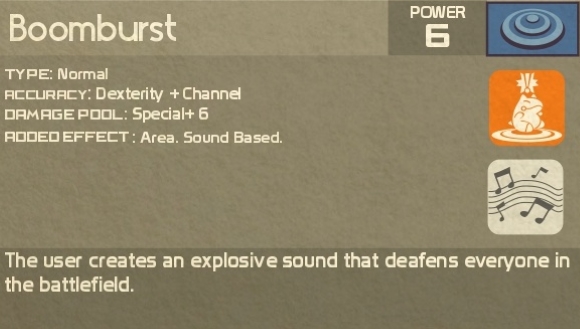 Boomburst
POWER
6
TYPE: Normal
ACCURACY: Dexterity + Channel
DAMAGE POOL: Special+ 6
ADDED EFFECT : Area. Sound Based.
The user creates an explosive sound that deafens everyone in
the battlefield.